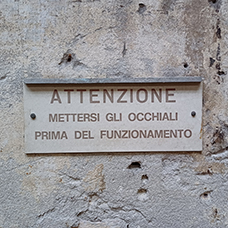 ATTENZIONE
METTERSI GLI OCCHIALI
PRIMA DEL FUNZIONAMENTO